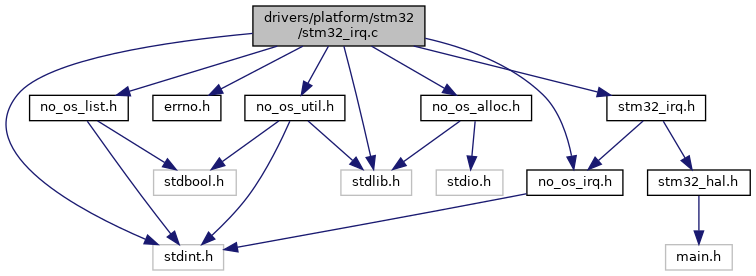 drivers/platform/stm32
/stm32_irq.c
no_os_list.h
errno.h
no_os_util.h
no_os_alloc.h
stm32_irq.h
stdbool.h
stdlib.h
stdio.h
no_os_irq.h
stm32_hal.h
stdint.h
main.h